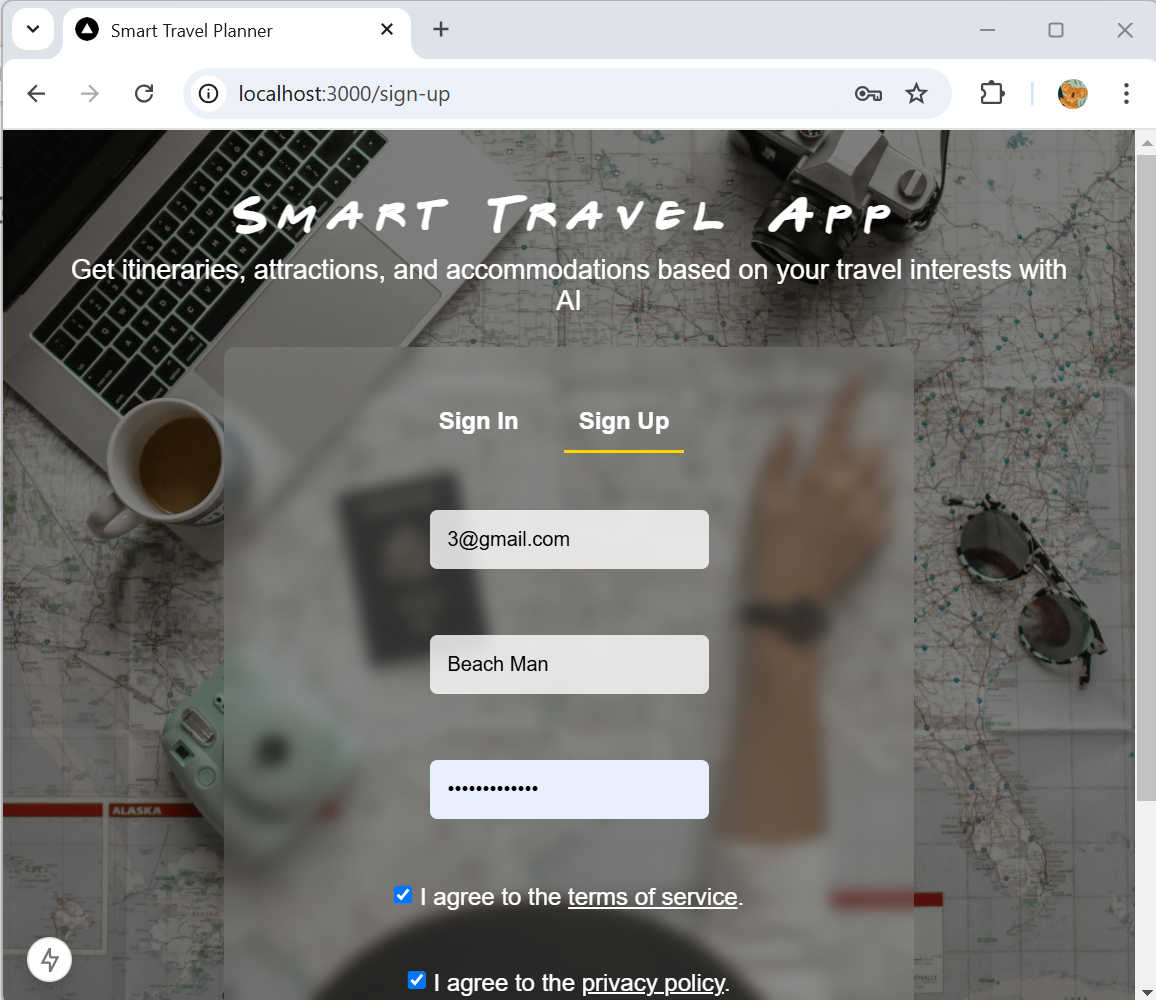 Smart Travel Planner
localhost:3000/sign-up
Smart Travel App
Get itineraries, attractions, and accommodations based on your travel interests with
AI
Sign In
Sign Up
3@gmail.com
Beach Man
•••••••••••••
ALASKA
I agree to the terms of service.
I agree to the privacy policy.